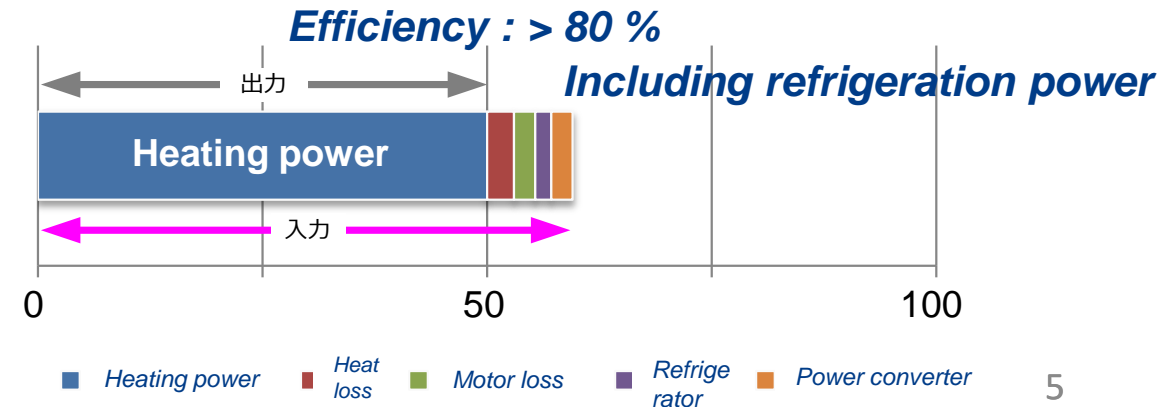 Efficiency : > 80 %
Including refrigeration power
出力
Heating power
入力
0
50
100
Heating power
Heat
loss
Motor loss
Refrige
rator
Power converter
5